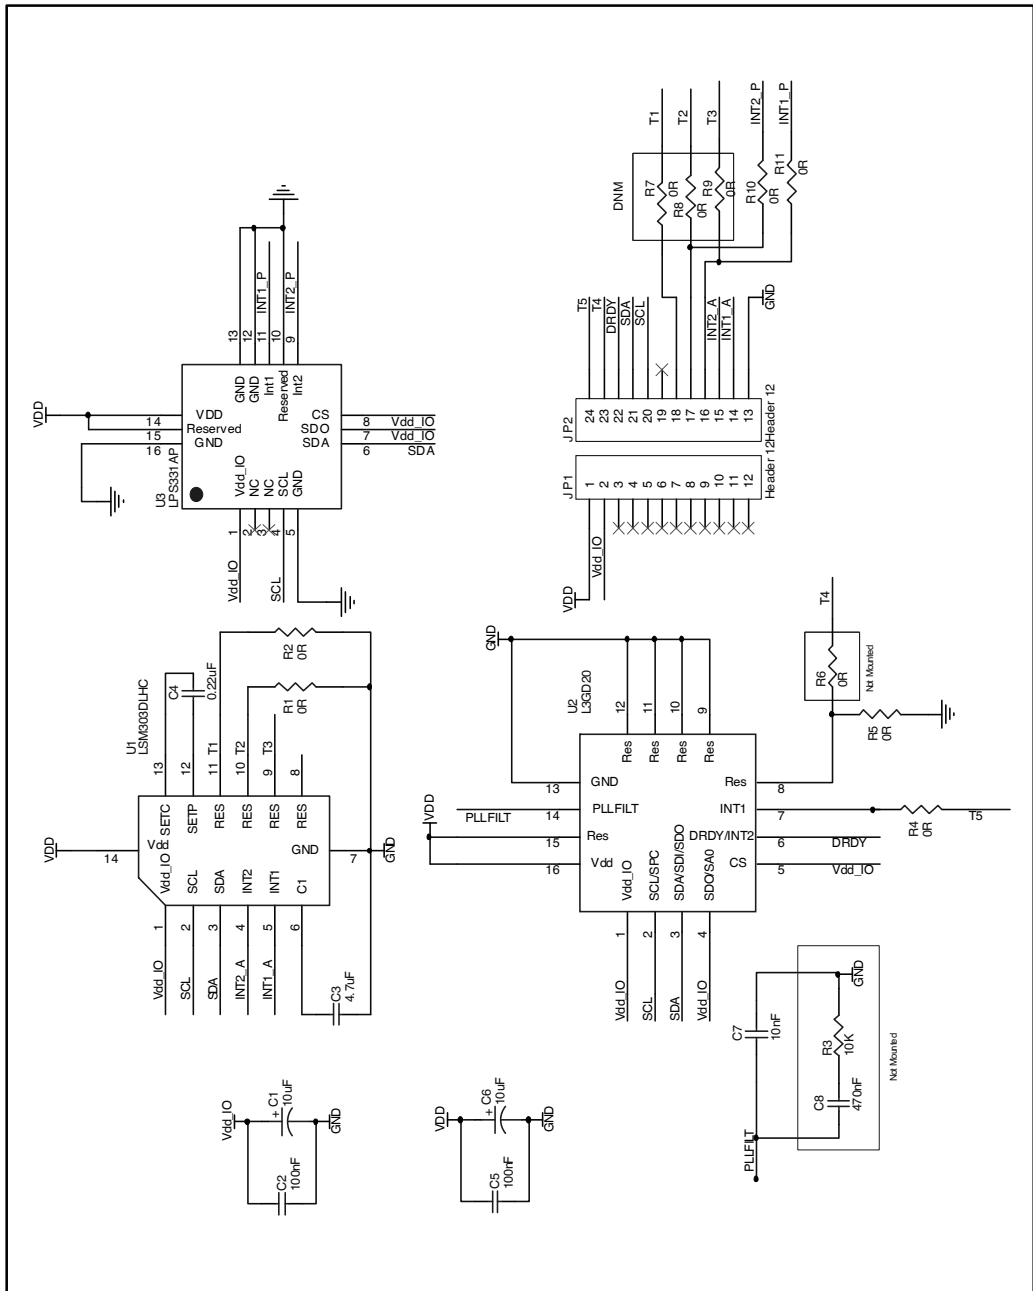 VDD
14
15
16
VDD
Reserved
GND
U3
LPS331AP
Vdd_IO
NC
NC
SCL
GND
1
2
3
4
5
Vdd_IO
SCL
13
12
11
10
9
GND
GND
Int1
Reserved
Int2
INT1_P
INT2_P
CS
SDO
SDA
8
7
6
Vdd_IO
Vdd_IO
SDA
DNM
R7
0R
R8
0R
R9
0R
R10
0R
R11
0R
T1
T2
T3
INT2_P
INT1_P
T5
T4
DRDY
SDA
SCL
INT2_A
INT1_A
GND
JP2
24
23
22
21
20
19
18
17
16
15
14
13
Header 12
JP1
1
2
3
4
5
6
7
8
9
10
11
12
Header 12
VDD
Vdd_IO
U1
LSM303DLHC
C4
0.22uF
R2
0R
R1
0R
T1
T2
T3
13
12
11
10
9
8
SETC
SETP
RES
RES
RES
RES
VDD
14
Vdd
GND
7
GND
Vdd_IO
SCL
SDA
INT2
INT1
C1
1
2
3
4
5
6
Vdd_IO
SCL
SDA
INT2_A
INT1_A
C3
4.7uF
GND
U2
L3GD20
12
11
10
9
Res
Res
Res
Res
VDD
PLLFILT
13
14
15
16
GND
PLLFILT
Res
Vdd
Res
INT1
DRDY/INT2
CS
8
7
6
5
DRDY
Vdd_IO
R4
0R
T5
R5
0R
R6
0R
Not Mounted
T4
Vdd_IO
SCL/SPC
SDA/SDI/SDO
SDO/SA0
1
2
3
4
Vdd_IO
SCL
SDA
Vdd_IO
Vdd_IO
C1
+
10uF
GND
C2
100nF
VDD
C6
+
10uF
GND
C5
100nF
C7
10nF
GND
R3
10K
C8
470nF
Not Mounted
PLLFILT